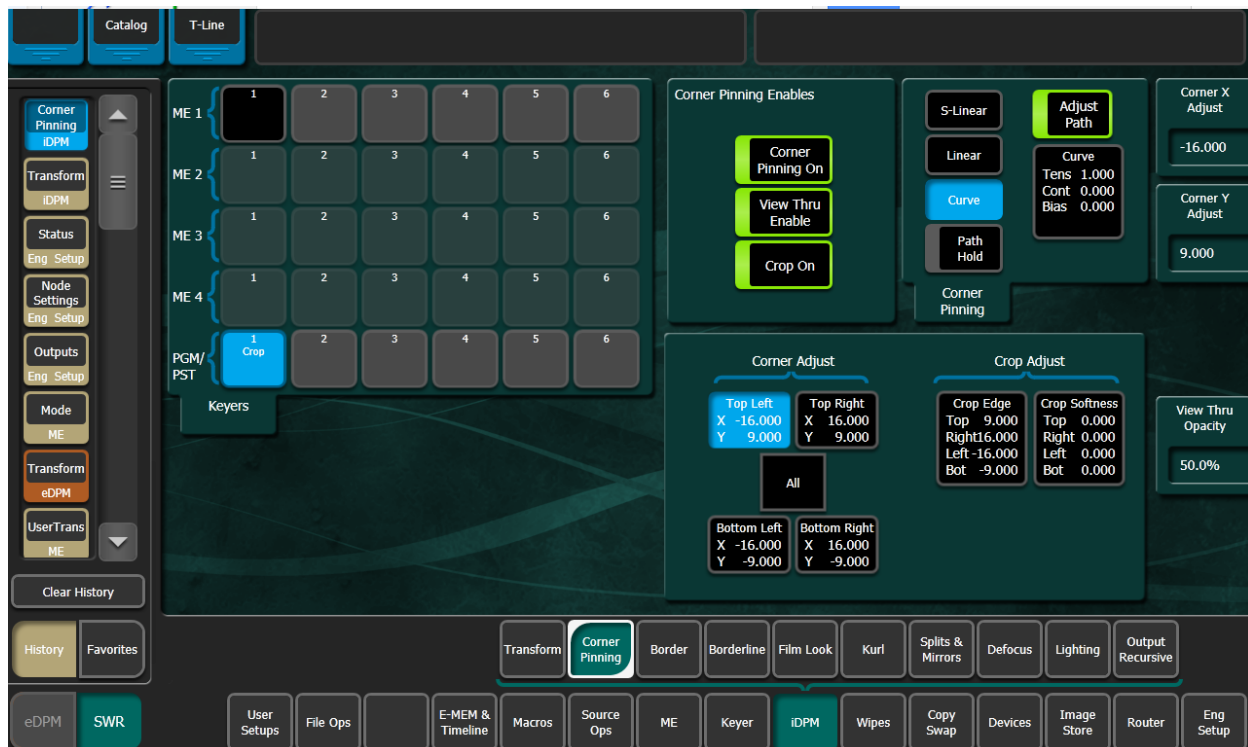 Catalog
T-Line
Corner
Pinning
iDPM
Transform
iDPM
Status
Eng Setup
Node
Settings
Eng Setup
Outputs
Eng Setup
Mode
ME
Transform
eDPM
UserTrans
ME
Clear History
History
Favorites
eDPM
SWR
ME 1
1 2 3 4 5 6
ME 2
1 2 3 4 5 6
ME 3
1 2 3 4 5 6
ME 4
1 2 3 4 5 6
PGM/
PST
1 2 3 4 5 6
Crop
Keyers
Corner Pinning Enables
Corner
Pinning On
View Thru
Enable
Crop On
S-Linear
Linear
Curve
Path
Hold
Adjust
Path
Curve
Tens 1.000
Cont 0.000
Bias 0.000
Corner
Pinning
Corner X
Adjust
-16.000
Corner Y
Adjust
9.000
Corner Adjust
Top Left
X -16.000
Y 9.000
Top Right
X 16.000
Y 9.000
All
Bottom Left
X -16.000
Y -9.000
Bottom Right
X 16.000
Y -9.000
Crop Adjust
Crop Edge
Top 9.000
Right16.000
Left -16.000
Bot -9.000
Crop Softness
Top 0.000
Right 0.000
Left 0.000
Bot 0.000
View Thru
Opacity
50.0%
Transform
Corner
Pinning
Border
Borderline
Film Look
Kurl
Splits &
Mirrors
Defocus
Lighting
Output
Recursive
User
Setups
File Ops
E-MEM &
Timeline
Macros
Source
Ops
ME
Keyer
iDPM
Wipes
Copy
Swap
Devices
Image
Store
Router
Eng
Setup